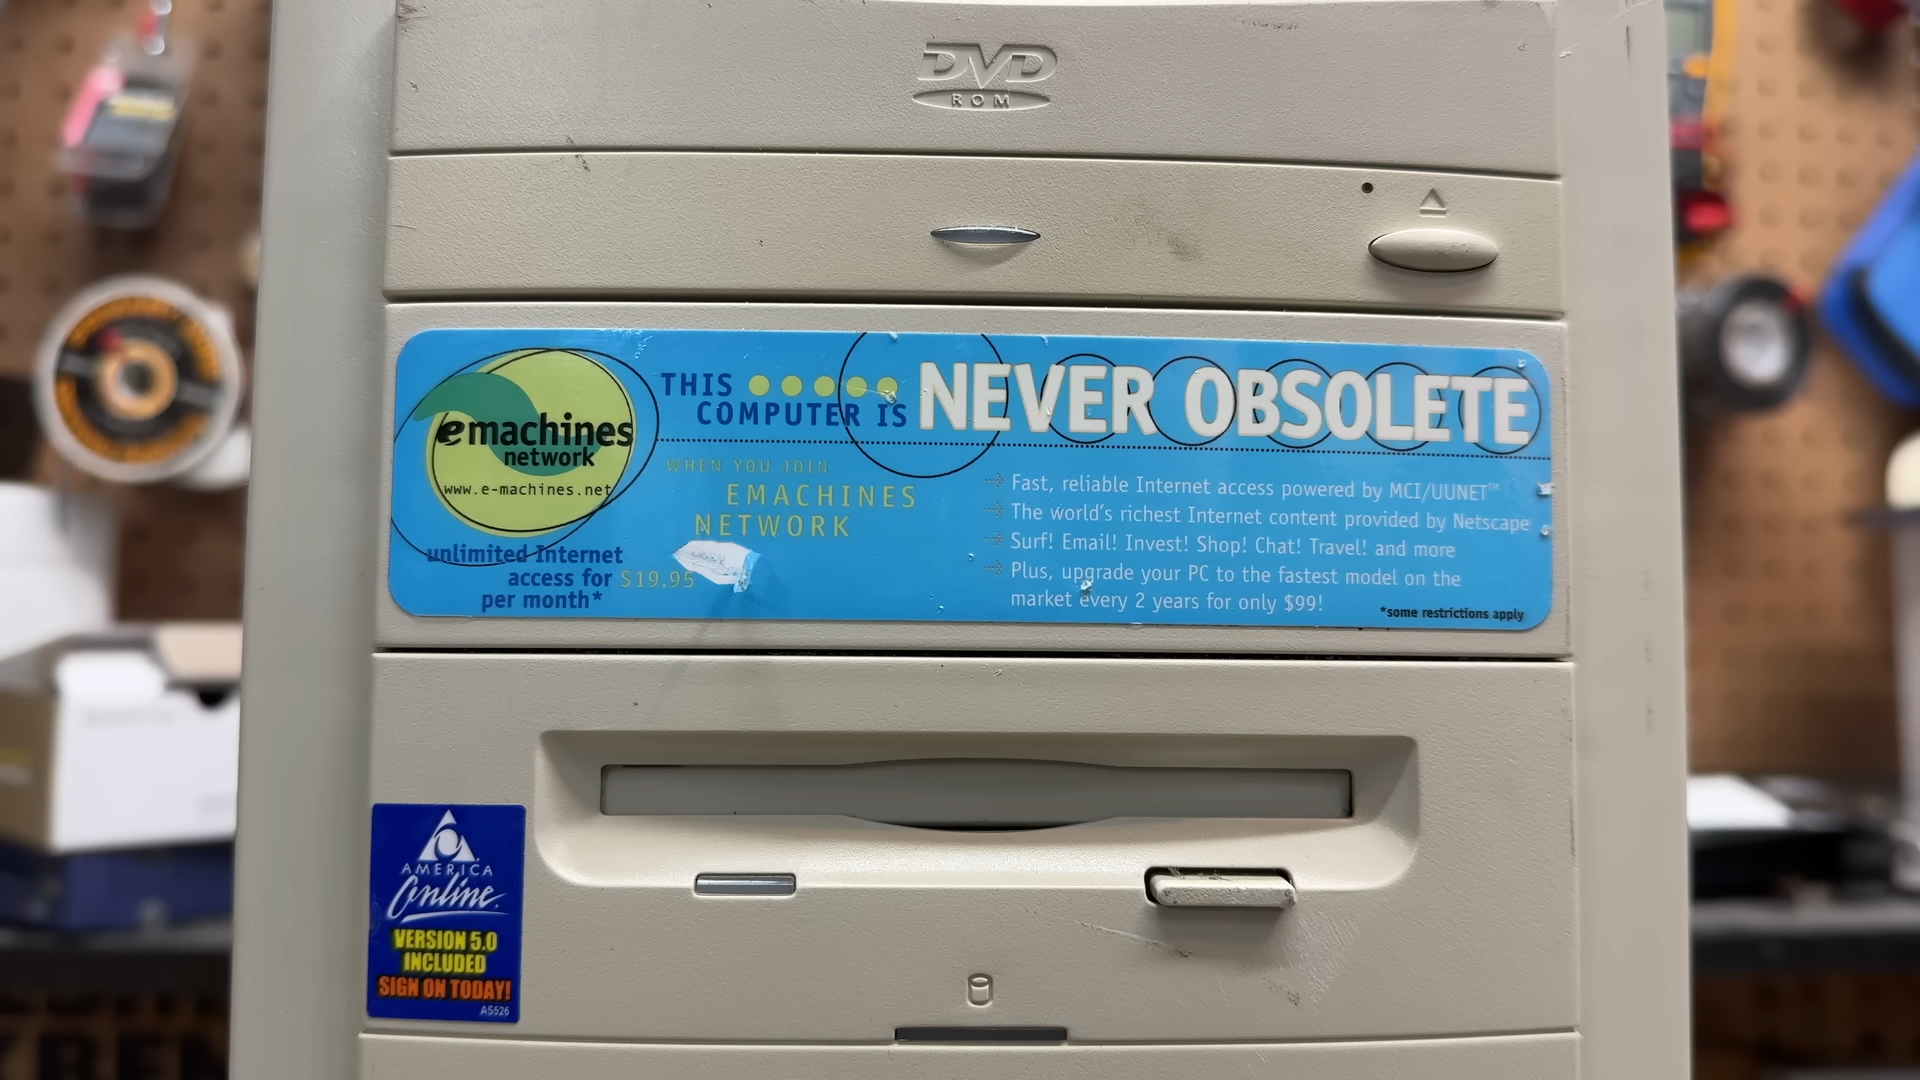 DVD
ROM
THIS
COMPUTER IS
NEVER OBSOLETE
emachines
network
www.e-machines.net
unlimited Internet
access for $19.95
per month*
WHEN YOU JOIN
EMACHINES
NETWORK
Fast, reliable Internet access powered by MCI/UUNET™
The world's richest Internet content provided by Netscape
Surf! Email! Invest! Shop! Chat! Travel! and more
Plus, upgrade your PC to the fastest model on the
market every 2 years for only $99!
*some restrictions apply
AMERICA
Online
VERSION 5.0
INCLUDED
SIGN ON TODAY!
AS526